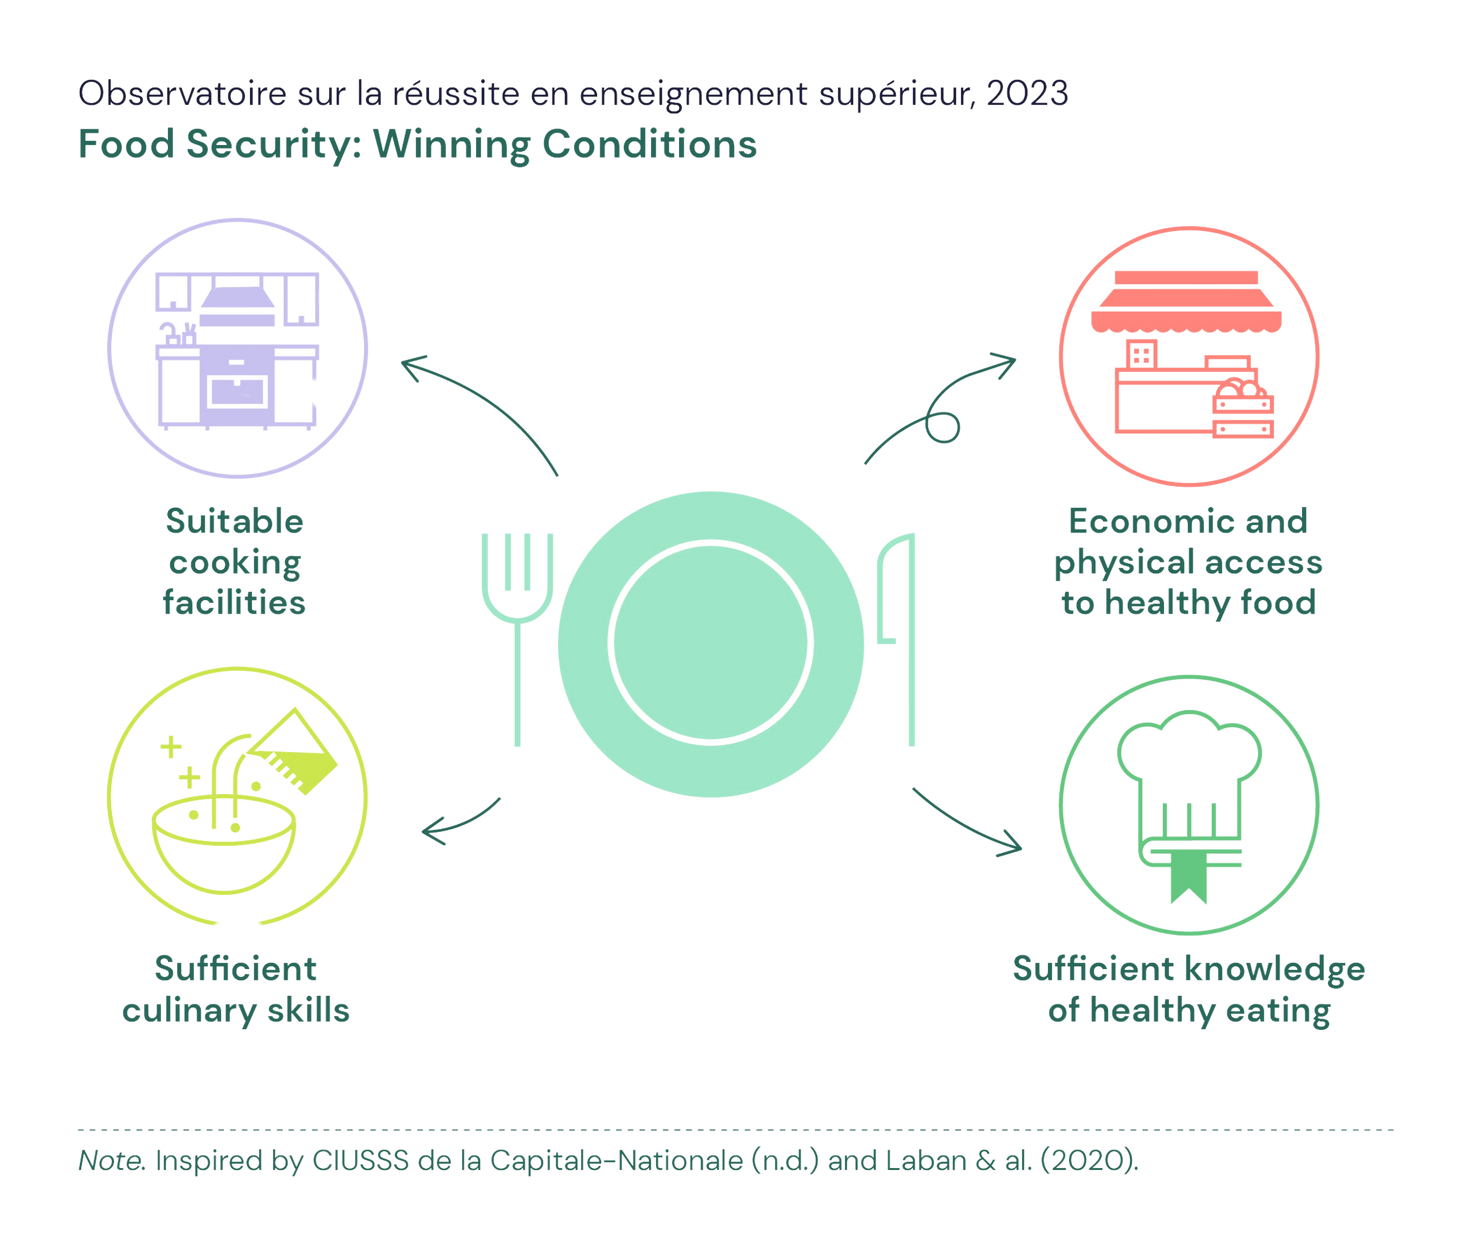 Observatoire sur la réussite en enseignement supérieur, 2023
Food Security: Winning Conditions
Suitable
cooking
facilities
Economic and
physical access
to healthy food
Sufficient
culinary skills
Sufficient knowledge
of healthy eating
Note. Inspired by CIUSSS de la Capitale-Nationale (n.d.) and Laban & al. (2020).